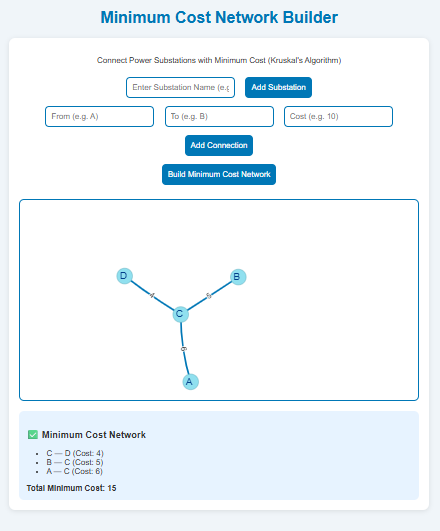 Minimum Cost Network Builder
Connect Power Substations with Minimum Cost (Kruskal's Algorithm)
Enter Substation Name (e.g Add Substation
From (e.g. A) To (e.g. B) Cost (e.g. 10)
Add Connection
Build Minimum Cost Network
D B
4 5
C
6
A
✅ Minimum Cost Network
• C — D (Cost: 4)
• B — C (Cost: 5)
• A — C (Cost: 6)
Total Minimum Cost: 15